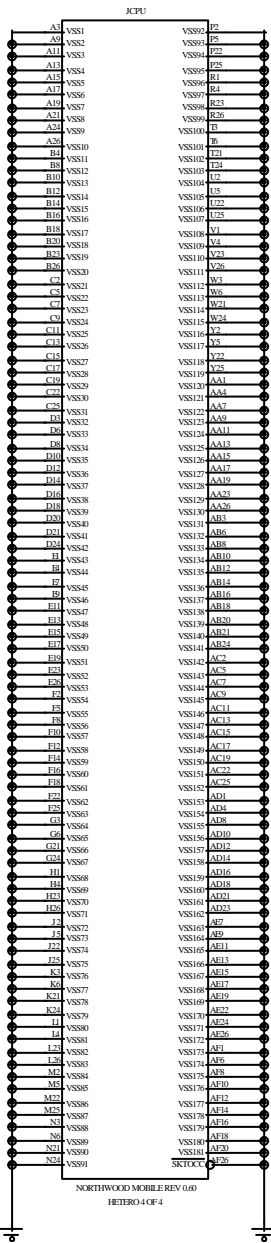 JCPU
A3 VSS1 VSS92 P2
A9 VSS2 VSS93 P5
A11 VSS3 VSS94 P22
A13 VSS4 VSS95 P25
A15 VSS5 VSS96 R1
A17 VSS6 VSS97 R4
A19 VSS7 VSS98 R23
A21 VSS8 VSS99 R26
A24 VSS9 VSS100 T3
A26 VSS10 VSS101 T6
B4 VSS11 VSS102 T21
B8 VSS12 VSS103 T24
B10 VSS13 VSS104 U2
B12 VSS14 VSS105 U5
B14 VSS15 VSS106 U22
B16 VSS16 VSS107 U25
B18 VSS17 VSS108 V1
B20 VSS18 VSS109 V4
B23 VSS19 VSS110 V23
B26 VSS20 VSS111 V26
C2 VSS21 VSS112 W3
C5 VSS22 VSS113 W6
C7 VSS23 VSS114 W21
C9 VSS24 VSS115 W24
C11 VSS25 VSS116 Y2
C13 VSS26 VSS117 Y5
C15 VSS27 VSS118 Y22
C17 VSS28 VSS119 Y25
C19 VSS29 VSS120 AA1
C22 VSS30 VSS121 AA4
C25 VSS31 VSS122 AA7
D3 VSS32 VSS123 AA9
D6 VSS33 VSS124 AA11
D8 VSS34 VSS125 AA13
D10 VSS35 VSS126 AA15
D12 VSS36 VSS127 AA17
D14 VSS37 VSS128 AA19
D16 VSS38 VSS129 AA23
D18 VSS39 VSS130 AA26
D20 VSS40 VSS131 AB3
D21 VSS41 VSS132 AB6
D24 VSS42 VSS133 AB8
E1 VSS43 VSS134 AB10
E4 VSS44 VSS135 AB12
E7 VSS45 VSS136 AB14
E9 VSS46 VSS137 AB16
E11 VSS47 VSS138 AB18
E13 VSS48 VSS139 AB20
E15 VSS49 VSS140 AB21
E17 VSS50 VSS141 AB24
E19 VSS51 VSS142 AC2
E23 VSS52 VSS143 AC5
E26 VSS53 VSS144 AC7
F2 VSS54 VSS145 AC9
F5 VSS55 VSS146 AC11
F8 VSS56 VSS147 AC13
F10 VSS57 VSS148 AC15
F12 VSS58 VSS149 AC17
F14 VSS59 VSS150 AC19
F16 VSS60 VSS151 AC22
F18 VSS61 VSS152 AC25
F22 VSS62 VSS153 AD1
F25 VSS63 VSS154 AD4
G3 VSS64 VSS155 AD8
G6 VSS65 VSS156 AD10
G21 VSS66 VSS157 AD12
G24 VSS67 VSS158 AD14
H1 VSS68 VSS159 AD16
H4 VSS69 VSS160 AD18
H23 VSS70 VSS161 AD21
H26 VSS71 VSS162 AD23
J2 VSS72 VSS163 AE7
J5 VSS73 VSS164 AE9
J22 VSS74 VSS165 AE11
J25 VSS75 VSS166 AE13
K3 VSS76 VSS167 AE15
K6 VSS77 VSS168 AE17
K21 VSS78 VSS169 AE19
K24 VSS79 VSS170 AE22
L1 VSS80 VSS171 AE24
L4 VSS81 VSS172 AE26
L23 VSS82 VSS173 AF1
L26 VSS83 VSS174 AF6
M2 VSS84 VSS175 AF8
M5 VSS85 VSS176 AF10
M22 VSS86 VSS177 AF12
M25 VSS87 VSS178 AF14
N3 VSS88 VSS179 AF16
N6 VSS89 VSS180 AF18
N21 VSS90 VSS181 AF20
N24 VSS91 SKTOCC AF26
NORTHWOOD MOBILE REV 0.60
HETERO 4 OF 4